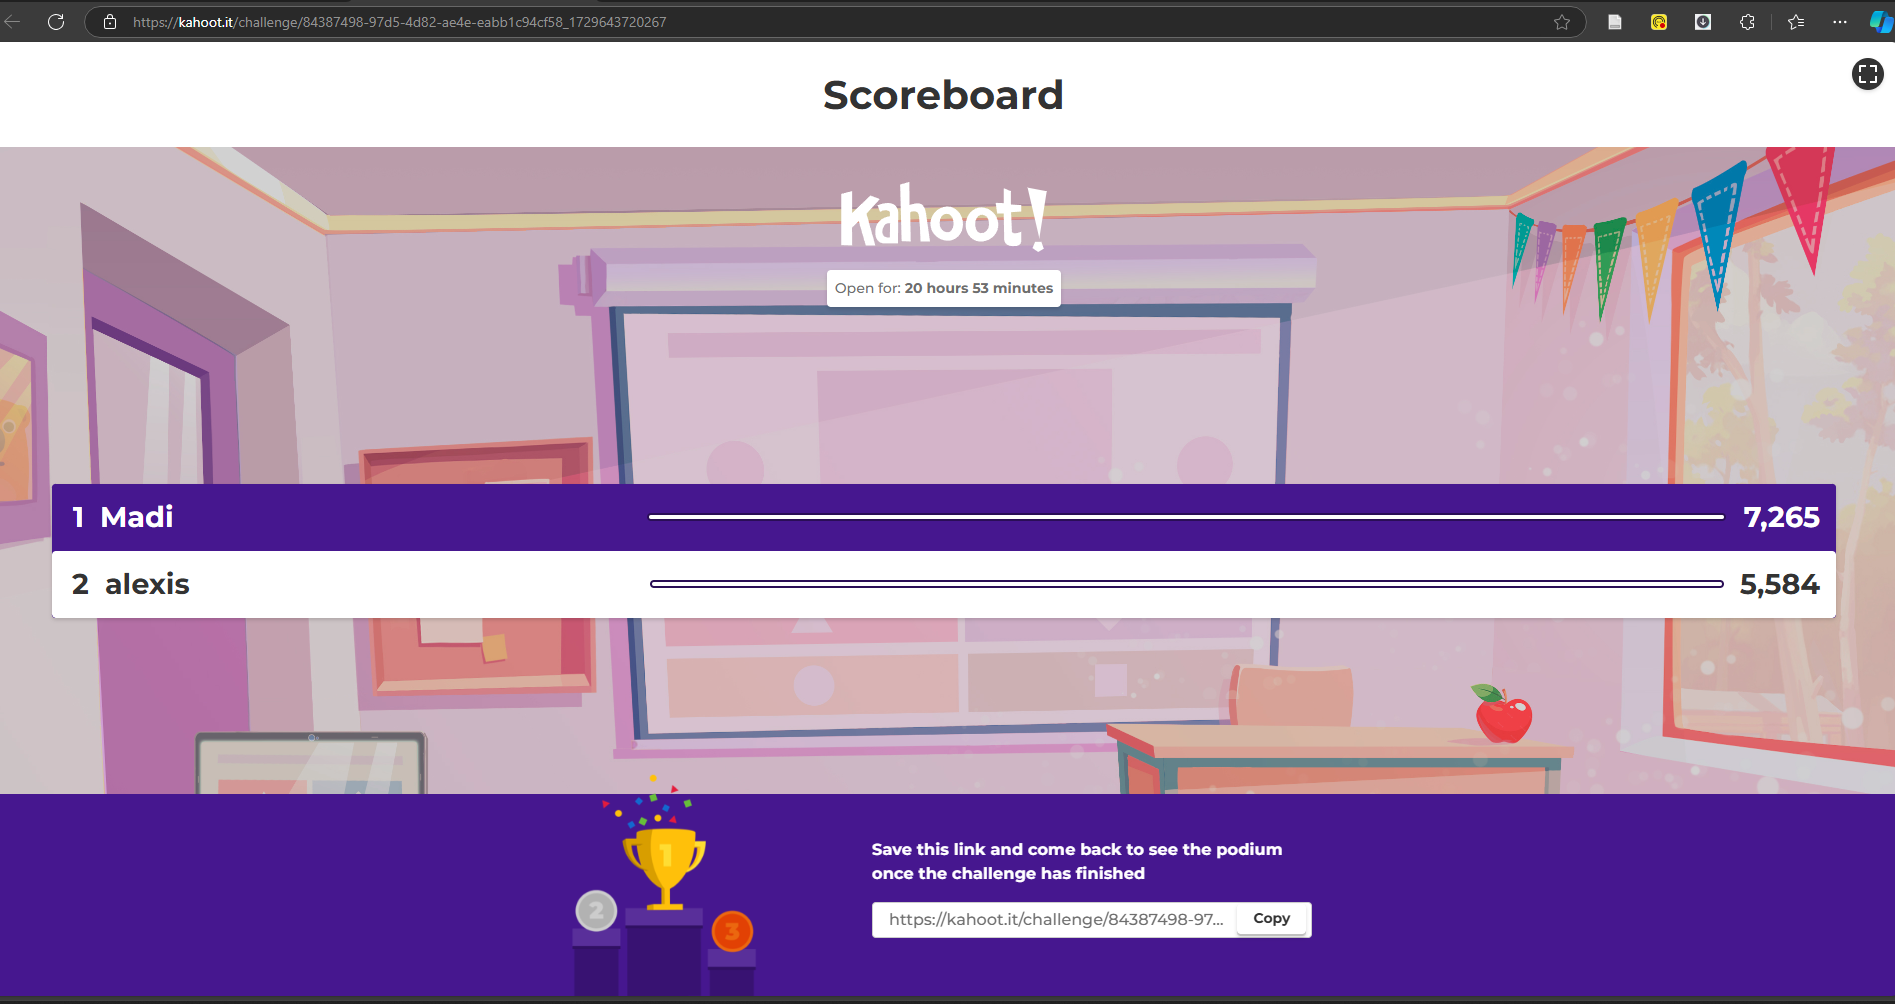 https://kahoot.it/challenge/84387498-97d5-4d82-ae4e-eabb1c94cf58_1729643720267
Scoreboard
Kahoot!
Open for: 20 hours 53 minutes
1 Madi 7,265
2 alexis 5,584
1
2
3
Save this link and come back to see the podium
once the challenge has finished
https://kahoot.it/challenge/84387498-97... Copy